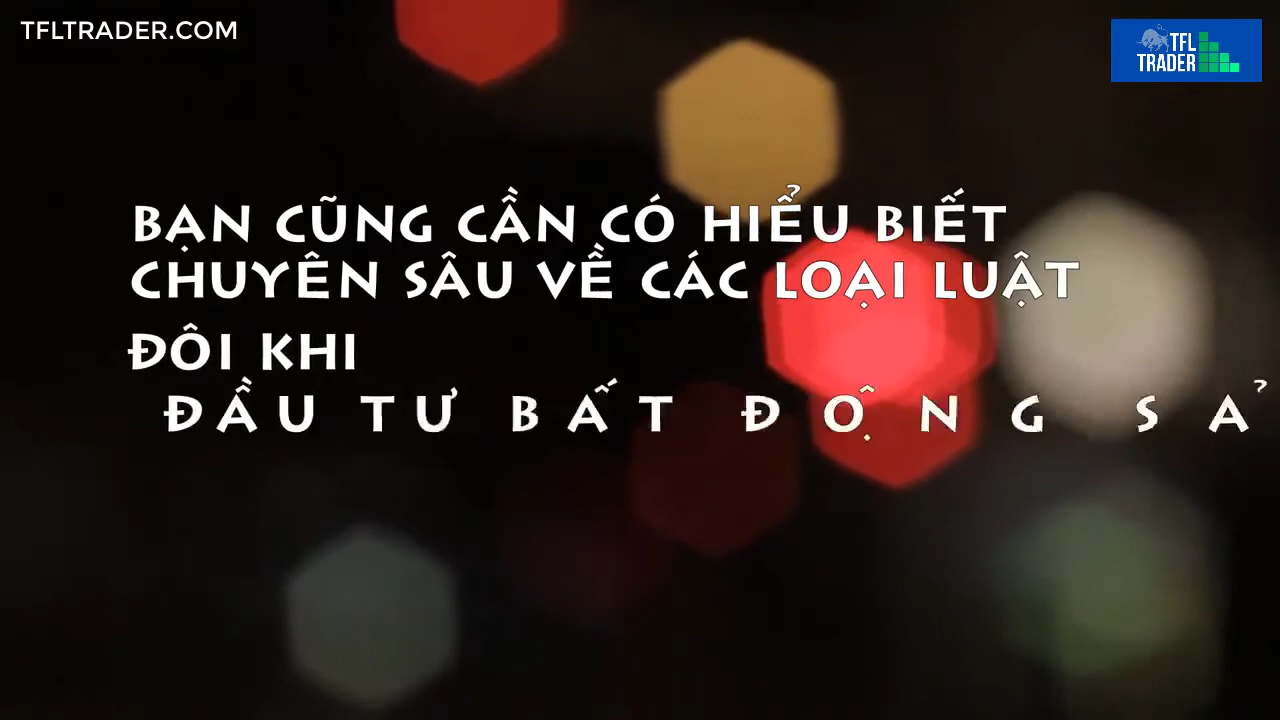 TFLTRADER.COM
TFL
TRADER
BẠN CŨNG CẦN CÓ HIỂU BIẾT
CHUYÊN SÂU VỀ CÁC LOẠI LUẬT
ĐÔI KHI
ĐẦU TƯ BẤT ĐỘNG SẢ